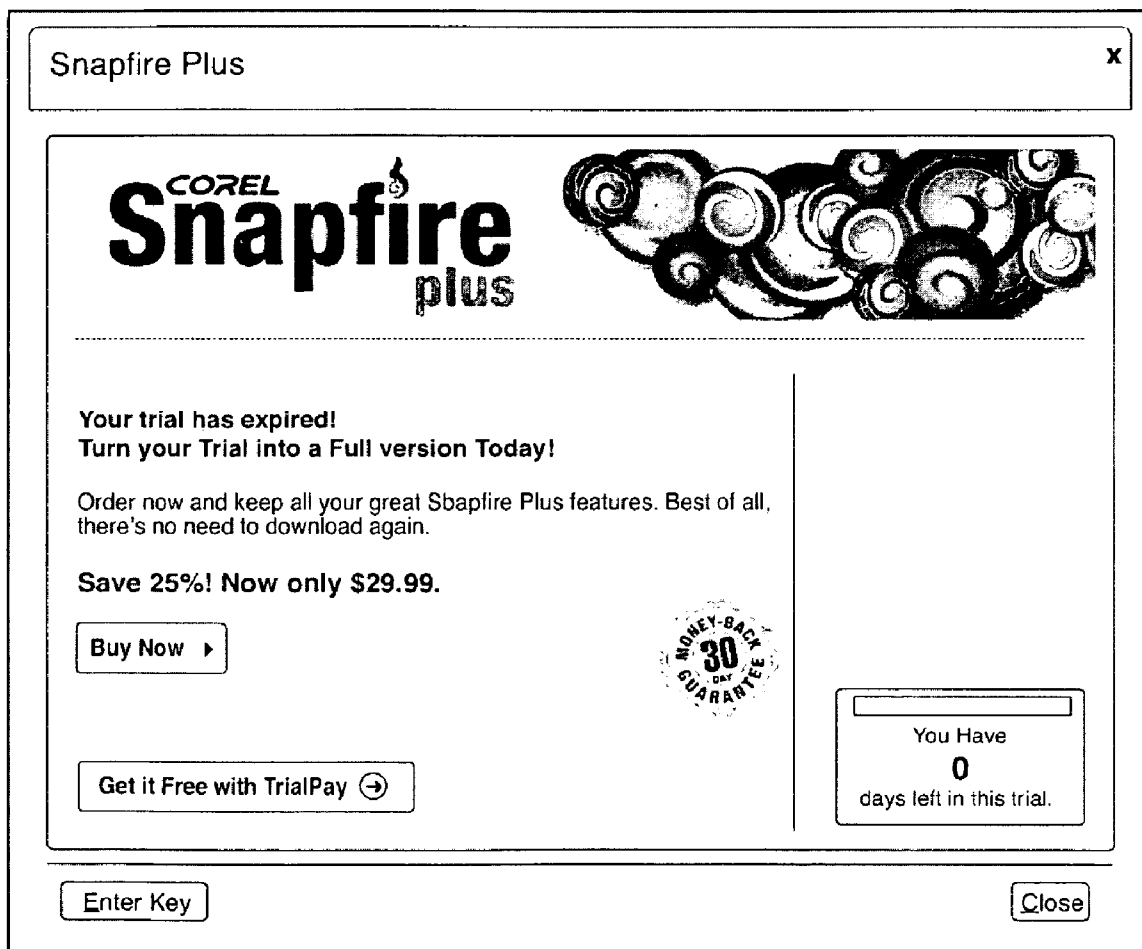 Snapfire Plus
x
COREL
Snapfire
plus
Your trial has expired!
Turn your Trial into a Full version Today!
Order now and keep all your great Sbapfire Plus features. Best of all,
there's no need to download again.
Save 25%! Now only $29.99.
Buy Now
MONEY-BACK
30
DAY
GUARANTEE
Get it Free with TrialPay
You Have
0
days left in this trial.
Enter Key
Close